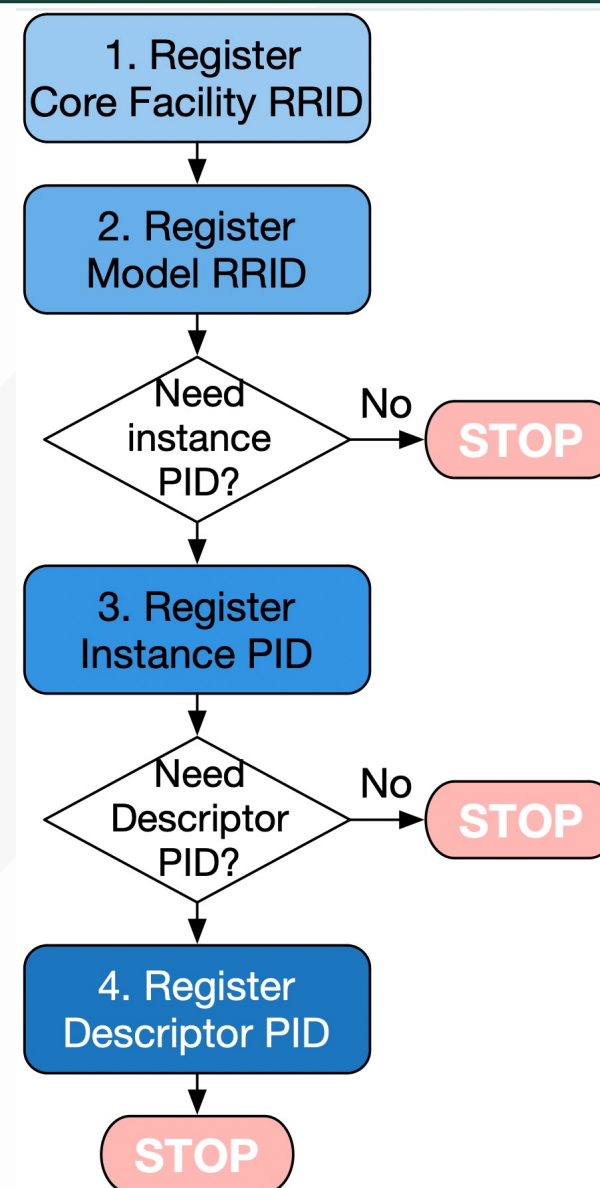 1. Register
Core Facility RRID
2. Register
Model RRID
Need
instance
PID?
No
STOP
3. Register
Instance PID
Need
Descriptor
PID?
No
STOP
4. Register
Descriptor PID
STOP